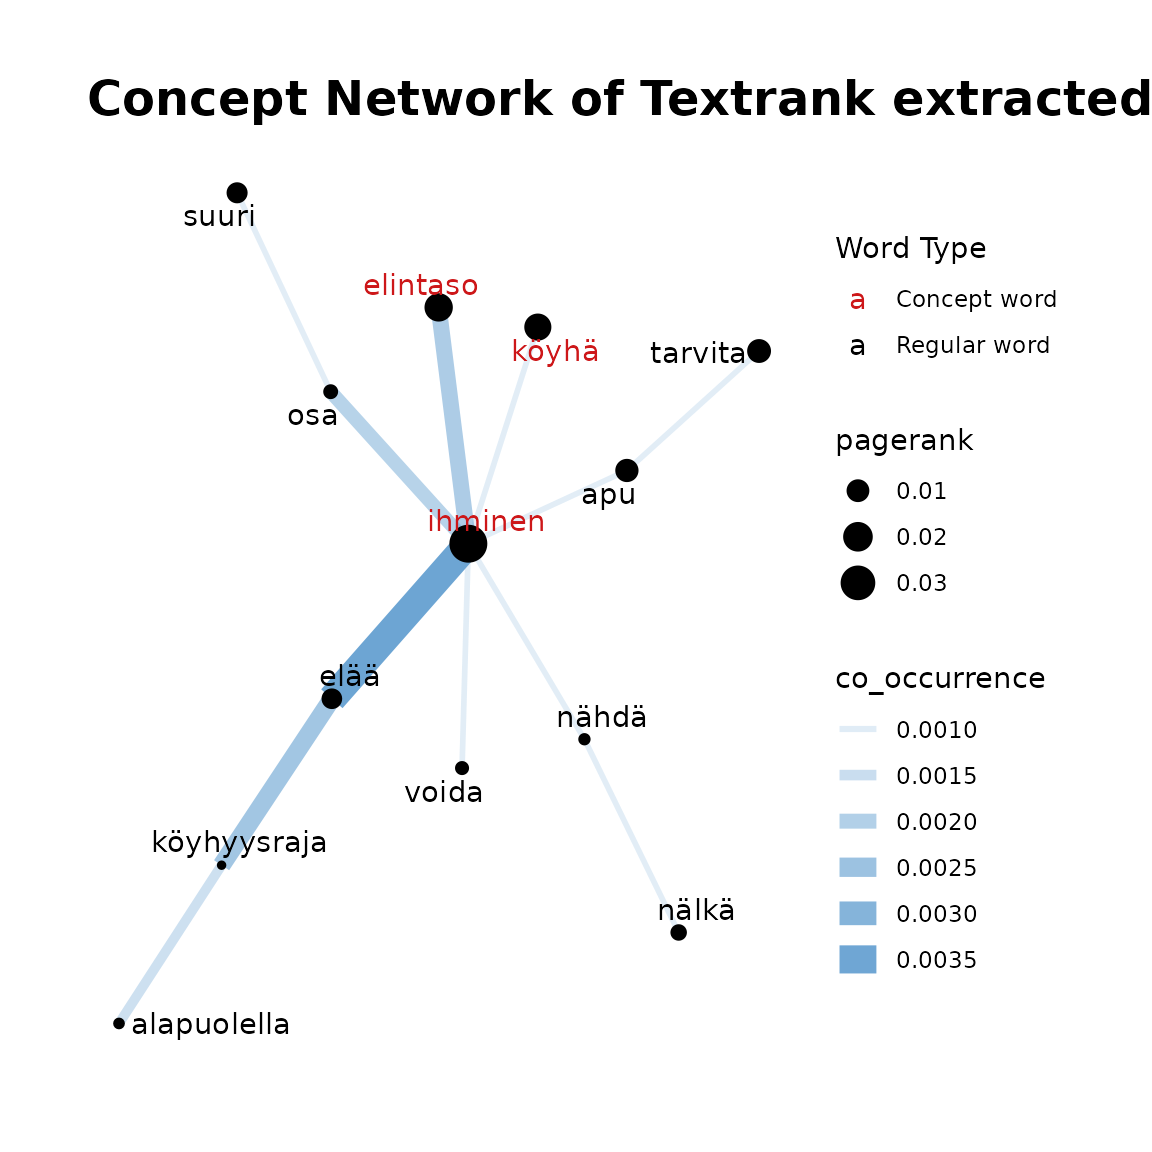 Concept Network of Textrank extracted
suuri
elintaso
köyhä
tarvita
osa
apu
ihminen
elää
nähdä
voida
köyhyysraja
nälkä
alapuolella
Word Type
a Concept word
a Regular word
pagerank
0.01
0.02
0.03
co_occurrence
0.0010
0.0015
0.0020
0.0025
0.0030
0.0035